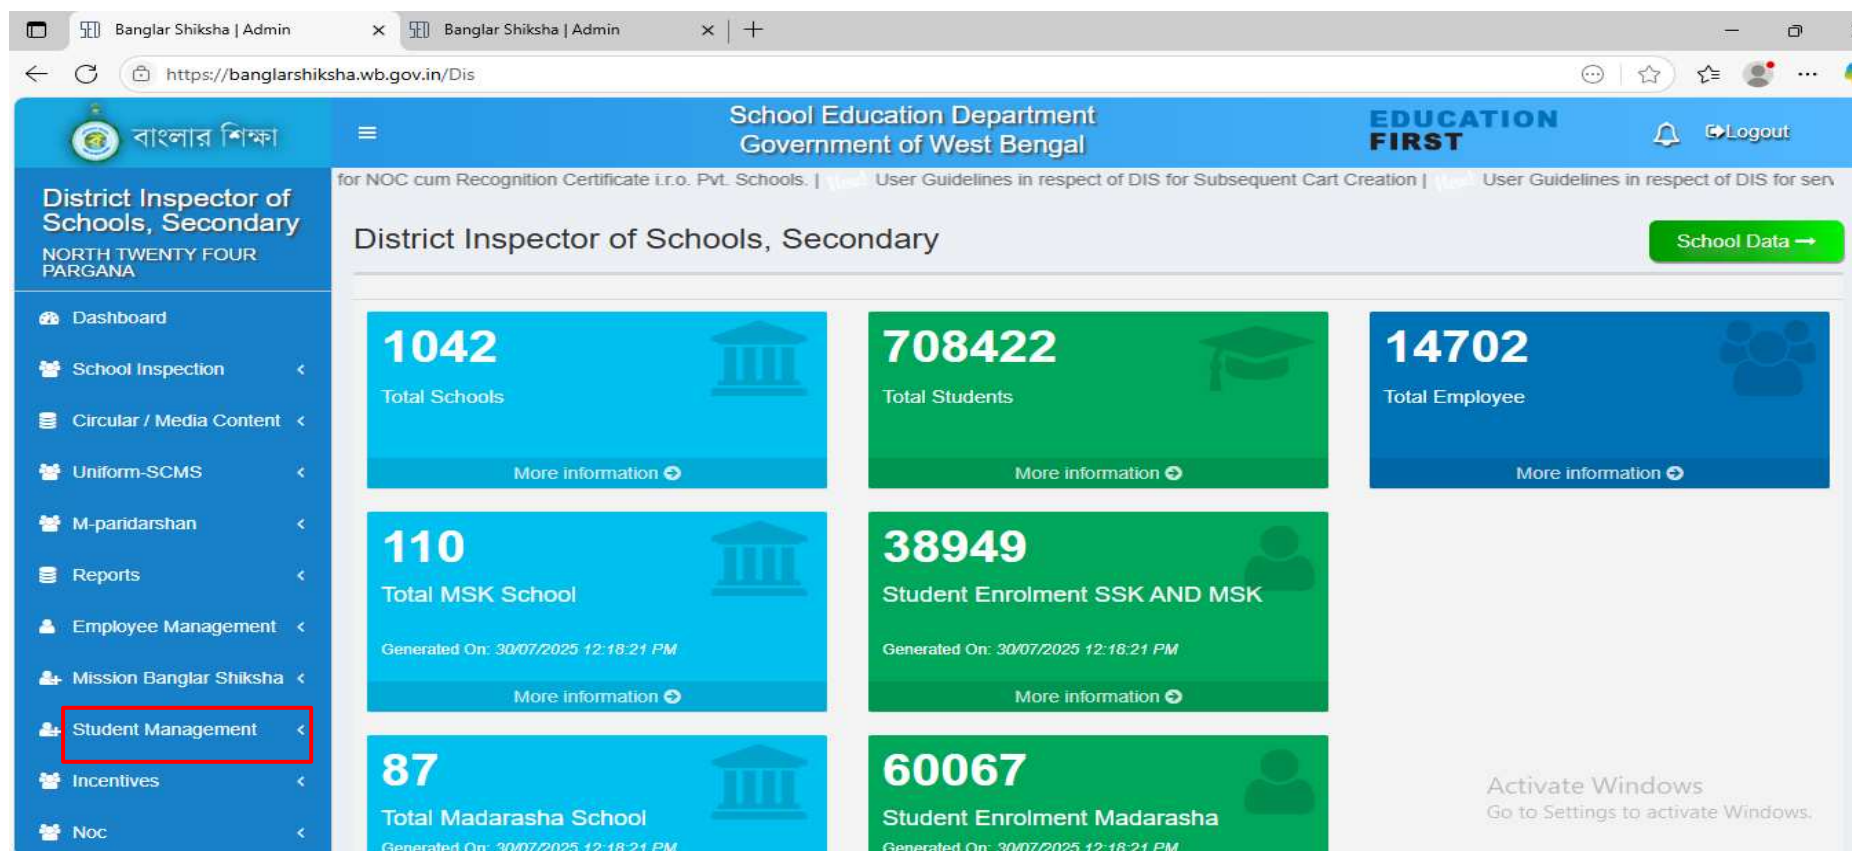 Banglar Shiksha | Admin
Banglar Shiksha | Admin
https://banglarshiksha.wb.gov.in/Dis
বাংলার শিক্ষা
School Education Department
Government of West Bengal
EDUCATION
FIRST
Logout
District Inspector of
Schools, Secondary
NORTH TWENTY FOUR
PARGANA
for NOC cum Recognition Certificate i.r.o. Pvt. Schools. | User Guidelines in respect of DIS for Subsequent Cart Creation | User Guidelines in respect of DIS for serv
District Inspector of Schools, Secondary
School Data
Dashboard
School Inspection
Circular / Media Content
Uniform-SCMS
M-paridarshan
Reports
Employee Management
Mission Banglar Shiksha
Student Management
Incentives
Noc
1042
Total Schools
More information
708422
Total Students
More information
14702
Total Employee
More information
110
Total MSK School
Generated On: 30/07/2025 12:18:21 PM
More information
38949
Student Enrolment SSK AND MSK
Generated On: 30/07/2025 12:18:21 PM
More information
87
Total Madarasha School
Generated On: 30/07/2025 12:18:21 PM
60067
Student Enrolment Madarasha
Generated On: 30/07/2025 12:18:21 PM
Activate Windows
Go to Settings to activate Windows.